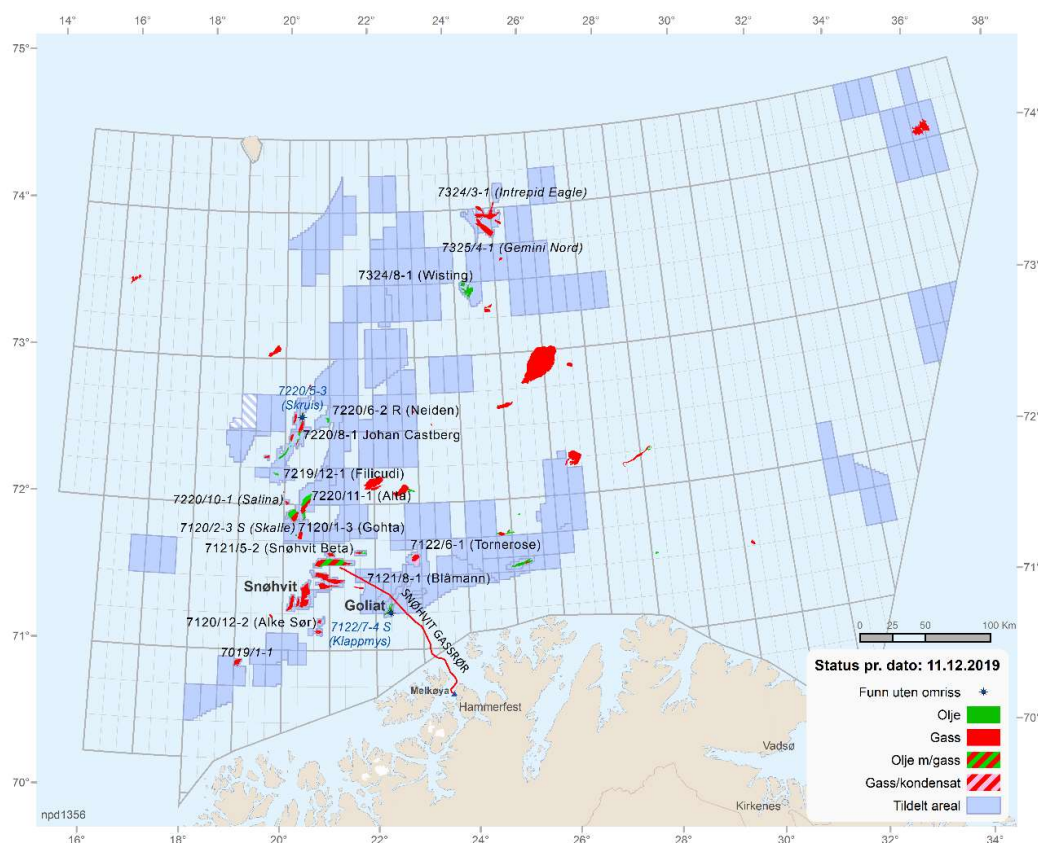 14° 16° 18° 20° 22° 24° 26° 28° 30° 32° 34° 36° 38°
75°
74°
74°
7324/3-1 (Intrepid Eagle)
7325/4-1 (Gemini Nord)
7324/8-1 (Wisting)
73°
73°
7220/5-3
(Skruis)
7220/6-2 R (Neiden)
7220/8-1 Johan Castberg
72°
7219/12-1 (Filicudi)
72°
7220/10-1 (Salina)
7220/11-1 (Alta)
7120/2-3 S (Skalle)
7120/1-3 (Gohta)
7121/5-2 (Snøhvit Beta)
7122/6-1 (Tornerose)
71°
7121/8-1 (Blåmann)
Snøhvit
Goliat
SNØHVIT GASSRØR
7120/12-2 (Alke Sør)
7122/7-4 S
(Klappmys)
71°
7019/1-1
Melkøya
Hammerfest
Vadsø
Kirkenes
70°
70°
0 25 50 100 Km
Status pr. dato: 11.12.2019
Funn uten omriss
Olje
Gass
Olje m/gass
Gass/kondensat
Tildelt areal
npd1356
16° 18° 20° 22° 24° 26° 28° 30° 32° 34°